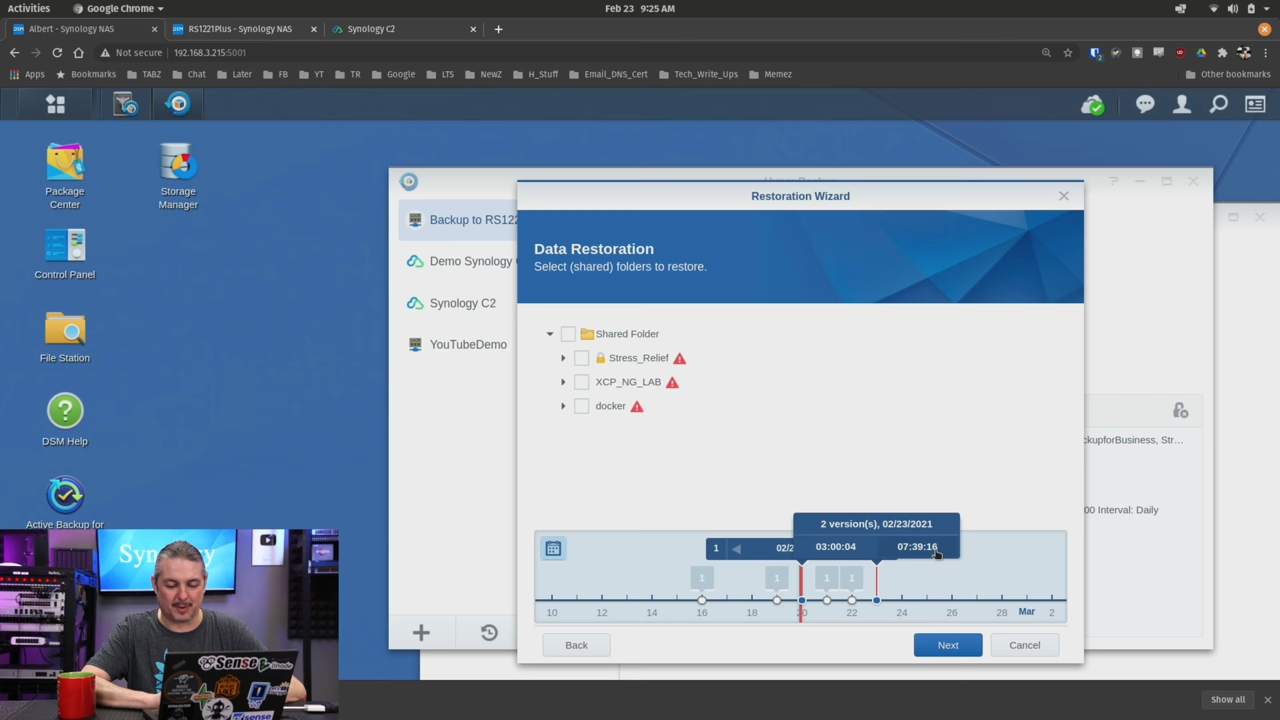 Activities
Google Chrome
Feb 23 9:25 AM
Albert - Synology NAS
RS1221Plus - Synology NAS
Synology C2
Not secure
192.168.3.215:5001
Apps
Bookmarks
TABZ
Chat
Later
FB
YT
TR
Google
LTS
NewZ
H_Stuff
Email_DNS_Cert
Tech_Write_Ups
Memez
Other bookmarks
Package Center
Storage Manager
Control Panel
File Station
DSM Help
Active Backup for
Backup to RS122
Demo Synology
Synology C2
YouTubeDemo
Restoration Wizard
Data Restoration
Select (shared) folders to restore.
Shared Folder
Stress_Relief
XCP_NG_LAB
docker
ckupforBusiness, Str...
00 Interval: Daily
2 version(s), 02/23/2021
03:00:04
07:39:16
1
02/2
1
1
1
1
10
12
14
16
18
20
22
24
26
28
Mar
2
Back
Next
Cancel
Show all
Synology